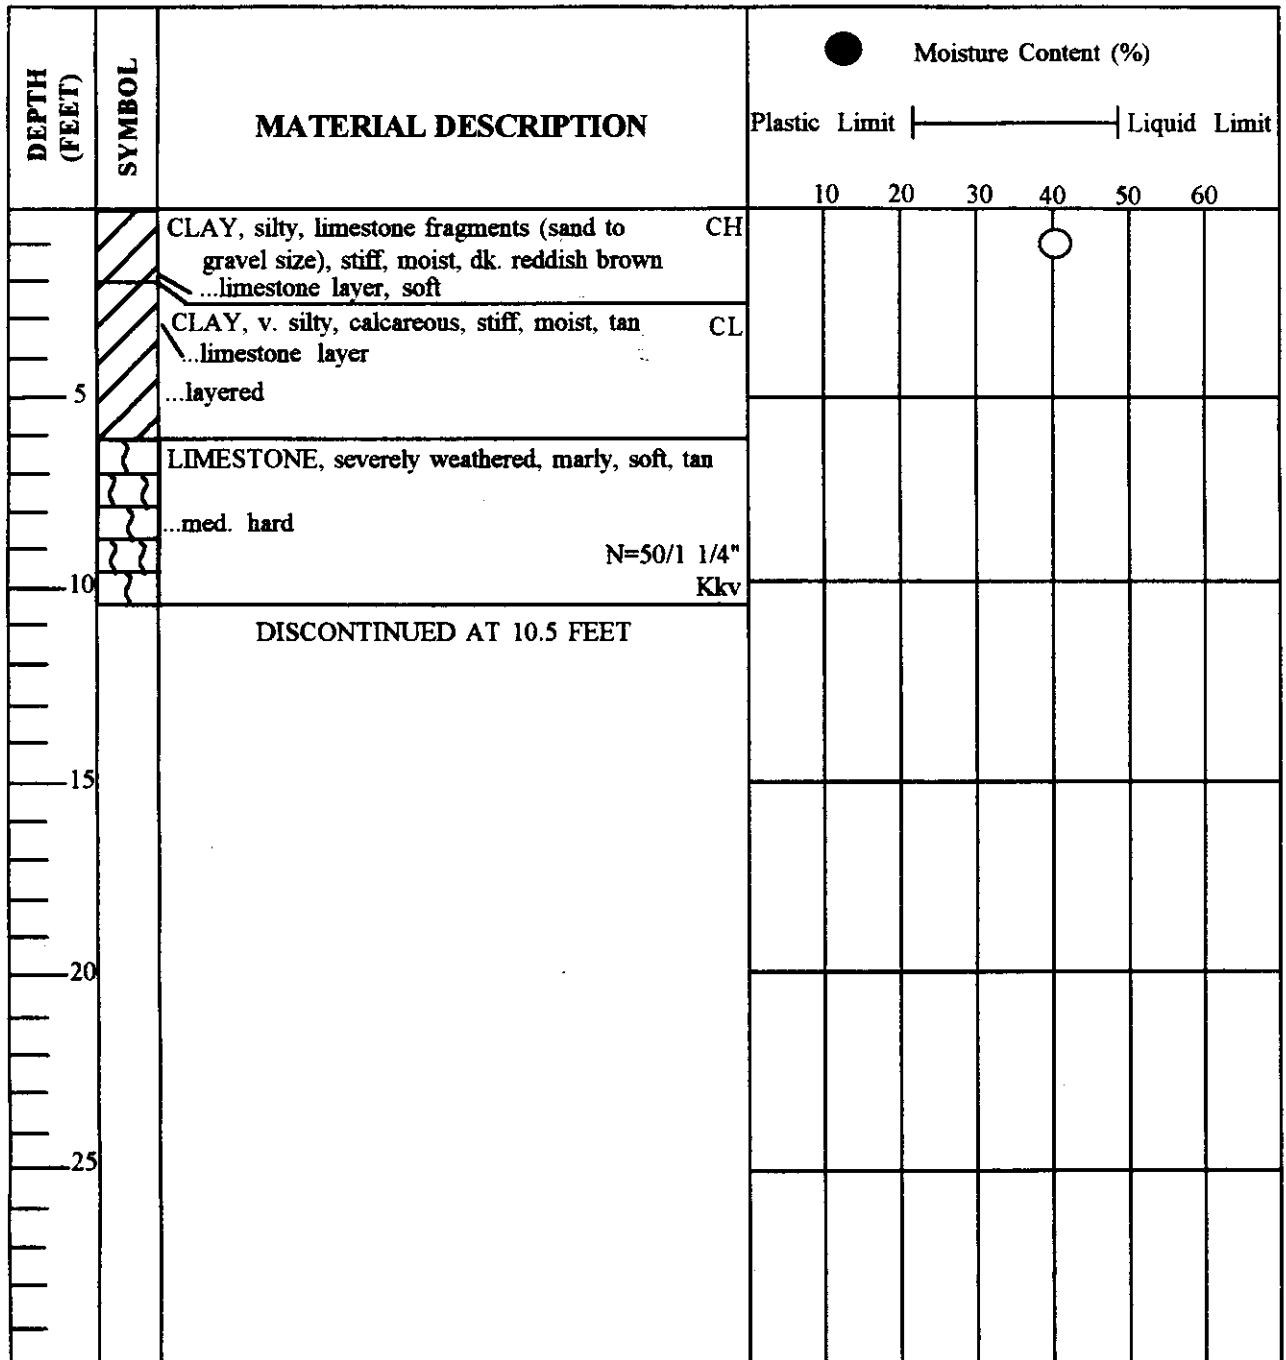 DEPTH
(FEET)
SYMBOL
MATERIAL DESCRIPTION
Moisture Content (%)
Plastic Limit
Liquid Limit
10 20 30 40 50 60
CLAY, silty, limestone fragments (sand to CH
gravel size), stiff, moist, dk. reddish brown
...limestone layer, soft
CLAY, v. silty, calcareous, stiff, moist, tan CL
...limestone layer
5 ...layered
LIMESTONE, severely weathered, marly, soft, tan
...med. hard
N=50/1 1/4"
10 Kkv
DISCONTINUED AT 10.5 FEET
15
20
25